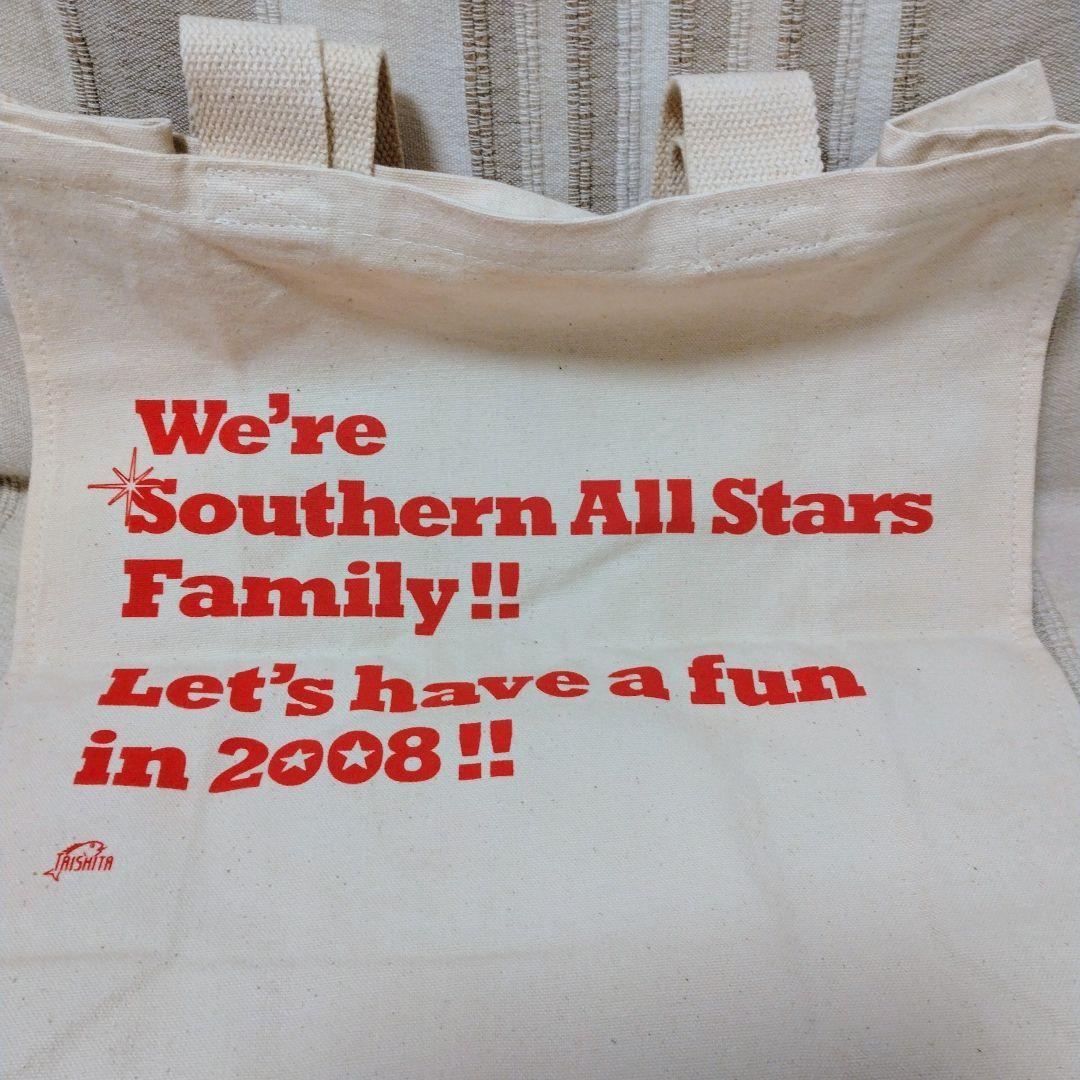 We're
Southern All Stars
Family!!
Let's have a fun
in 2008!!
TAISHITA